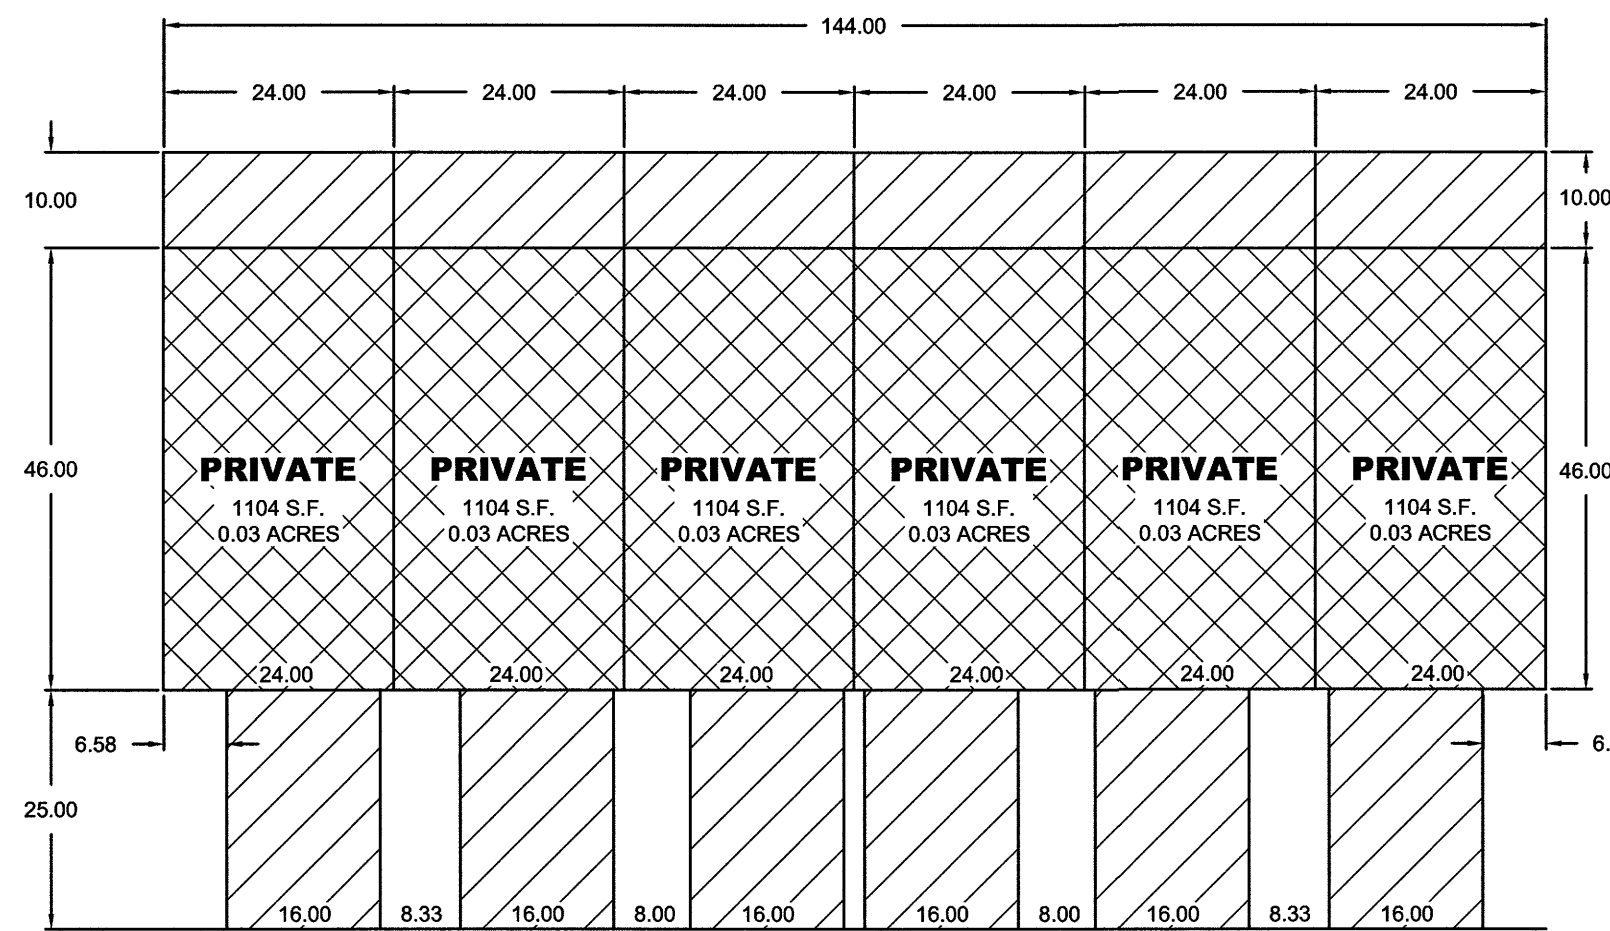 144.00
24.00 24.00 24.00 24.00 24.00 24.00
10.00 10.00
46.00 PRIVATE PRIVATE PRIVATE PRIVATE PRIVATE PRIVATE 46.00
1104 S.F. 1104 S.F. 1104 S.F. 1104 S.F. 1104 S.F. 1104 S.F.
0.03 ACRES 0.03 ACRES 0.03 ACRES 0.03 ACRES 0.03 ACRES 0.03 ACRES
24.00 24.00 24.00 24.00 24.00 24.00
6.58 6.
25.00
16.00 8.33 16.00 8.00 16.00 16.00 8.00 16.00 8.33 16.00